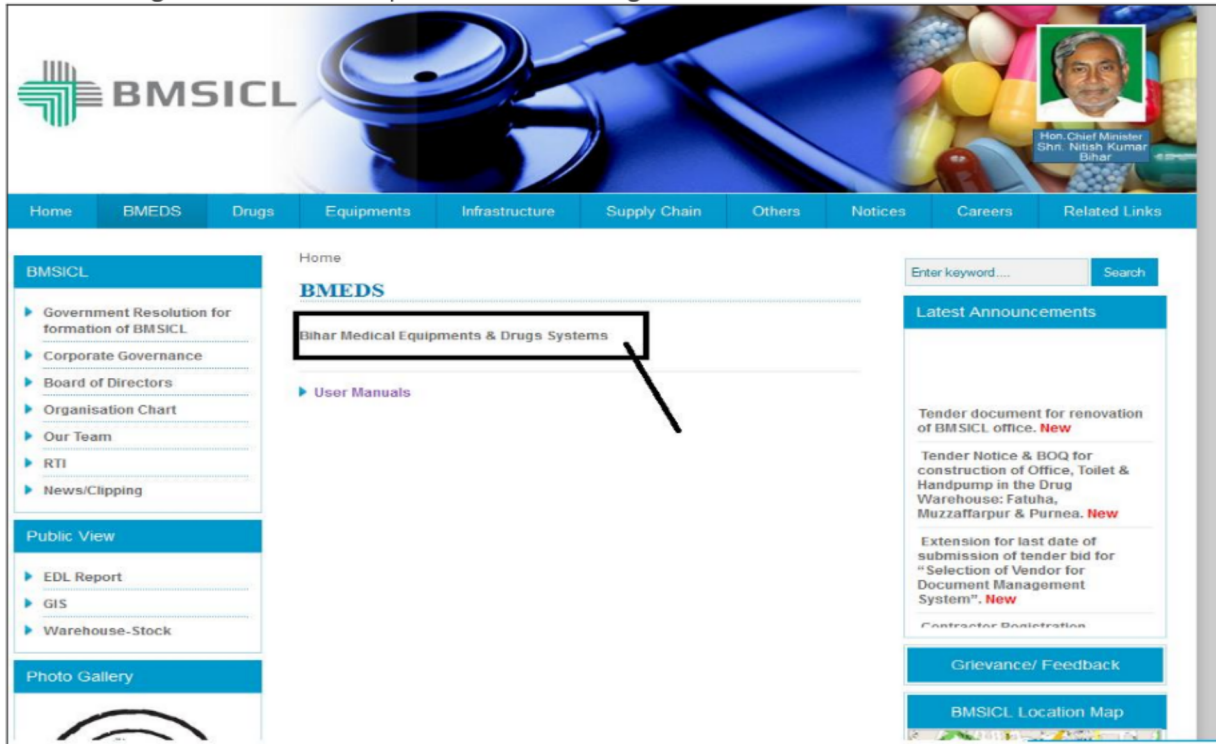 BMSICL
Hon. Chief Minister
Shri. Nitish Kumar
Bihar
Home BMEDS Drugs Equipments Infrastructure Supply Chain Others Notices Careers Related Links
BMSICL
Government Resolution for
formation of BMSICL
Corporate Governance
Board of Directors
Organisation Chart
Our Team
RTI
News/Clipping
Public View
EDL Report
GIS
Warehouse-Stock
Photo Gallery
Home
BMEDS
Bihar Medical Equipments & Drugs Systems
User Manuals
Enter keyword.... Search
Latest Announcements
Tender document for renovation
of BMSICL office. New
Tender Notice & BOQ for
construction of Office, Toilet &
Handpump in the Drug
Warehouse: Fatuha,
Muzzaffarpur & Purnea. New
Extension for last date of
submission of tender bid for
"Selection of Vendor for
Document Management
System". New
Contractor Registration
Grievance/ Feedback
BMSICL Location Map